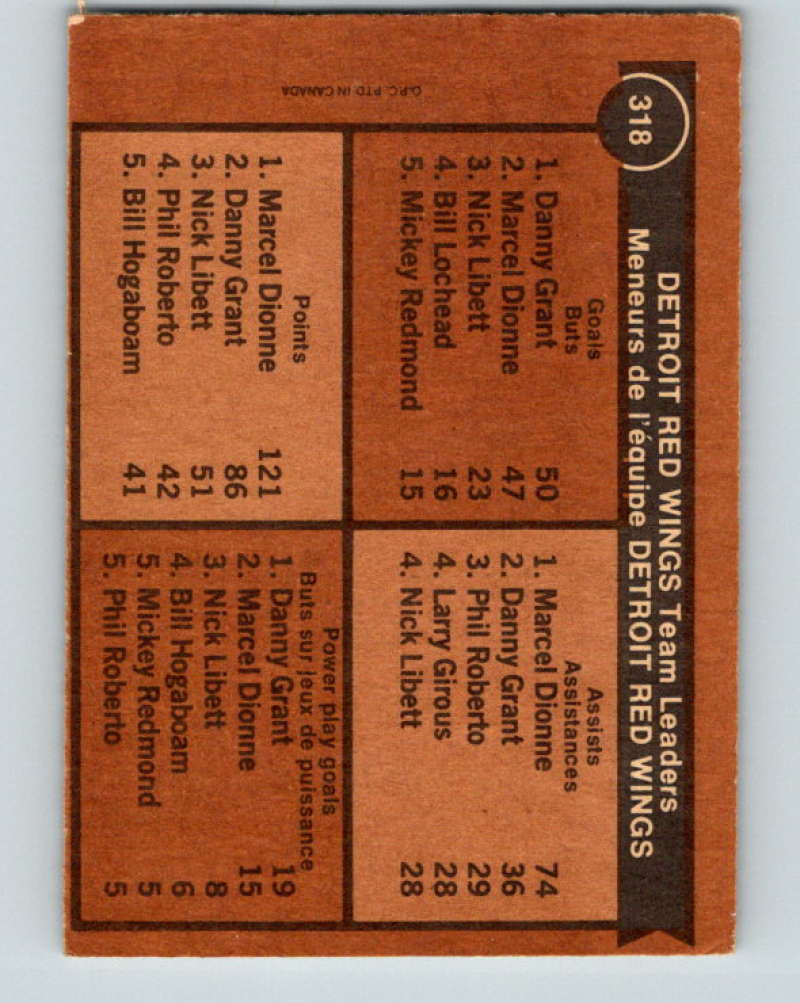 318
DETROIT RED WINGS Team Leaders
Meneurs de l'équipe DETROIT RED WINGS
Goals
Buts
1. Danny Grant 50
2. Marcel Dionne 47
3. Nick Libett 23
4. Bill Lochead 16
5. Mickey Redmond 15
Assists
Assistances
1. Marcel Dionne 74
2. Danny Grant 36
3. Phil Roberto 29
4. Larry Girous 28
4. Nick Libett 28
Points
1. Marcel Dionne 121
2. Danny Grant 86
3. Nick Libett 51
4. Phil Roberto 42
5. Bill Hogaboam 41
Power play goals
Buts sur jeux de puissance
1. Danny Grant 19
2. Marcel Dionne 15
3. Nick Libett 8
4. Bill Hogaboam 6
5. Mickey Redmond 5
5. Phil Roberto 5
O.P.C. PTD IN CANADA